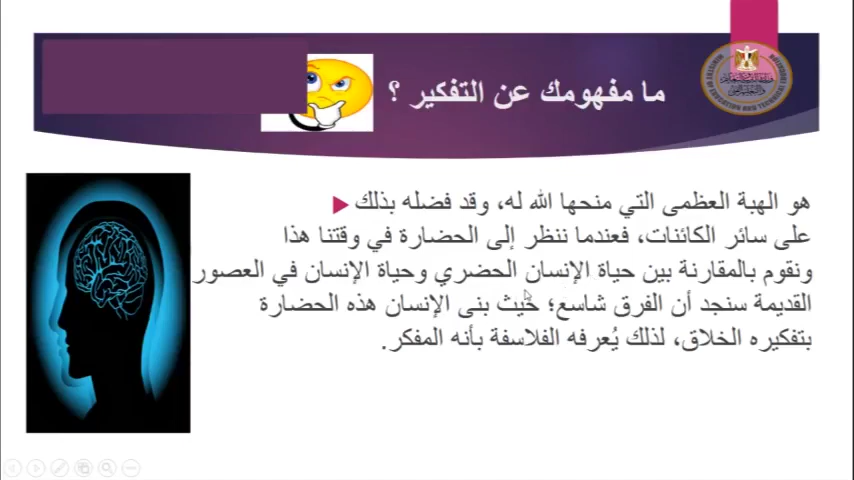 ما مفهومك عن التفكير ؟
هو الهبة العظمى التي منحها الله له، وقد فضله بذلك
على سائر الكائنات، فعندما ننظر إلى الحضارة في وقتنا هذا
ونقوم بالمقارنة بين حياة الإنسان الحضري وحياة الإنسان في العصور
القديمة سنجد أن الفرق شاسع؛ حيث بنى الإنسان هذه الحضارة
بتفكيره الخلاق، لذلك يُعرفه الفلاسفة بأنه المفكر.